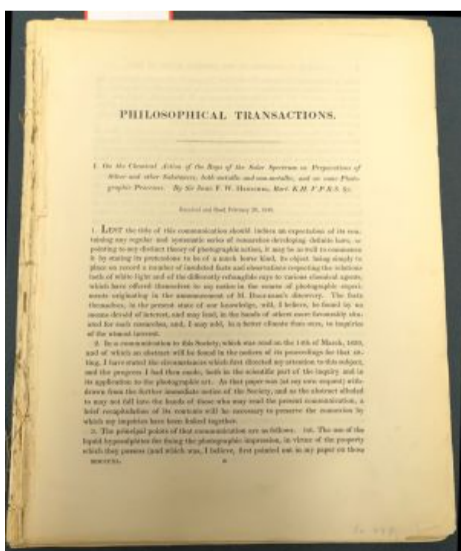 PHILOSOPHICAL TRANSACTIONS.
I. On the Chemical Action of the Rays of the Solar Spectrum on Preparations of
Silver and other Substances, both metallic and non-metallic, and on some Photo-
graphic Processes. By Sir John F. W. Herschel, Bart. K.H. V.P.R.S. &c.
Received and Read February 20, 1840.
1. LEST the title of this communication should induce an expectation of its con-
taining any regular and systematic series of researches developing definite laws, or
pointing to any distinct theory of photographic action, it may be as well to commence
it by stating its pretensions to be of a much lower kind, its object being simply to
place on record a number of insulated facts and observations respecting the relations
both of white light and of the differently refrangible rays to various chemical agents,
which have offered themselves to my notice in the course of photographic experi-
ments originating in the announcement of M. Daguerre's discovery. The facts
themselves, in the present state of our knowledge, will, I believe, be found by no
means devoid of interest, and may lead, in the hands of others more favourably situ-
ated for such researches, and, I may add, in a better climate than ours, to inquiries
of the utmost interest.
2. In a communication to this Society, which was read on the 14th of March, 1839,
and of which an abstract will be found in the notices of its proceedings for that sit-
ting, I have stated the circumstances which first directed my attention to this subject,
and the progress I had then made, both in the scientific part of the inquiry and in
its application to the photographic art. As that paper was (at my own request) with-
drawn from the further immediate notice of the Society, and as the abstract alluded
to may not fall into the hands of those who may read the present communication, a
brief recapitulation of its contents will be necessary to preserve the connexion by
which my inquiries have been linked together.
3. The principal points of that communication are as follows: 1st. The use of the
liquid hyposulphites for fixing the photographic impression, in virtue of the property
which they possess (and which was, I believe, first pointed out in my paper on those
MDCCCXL. B